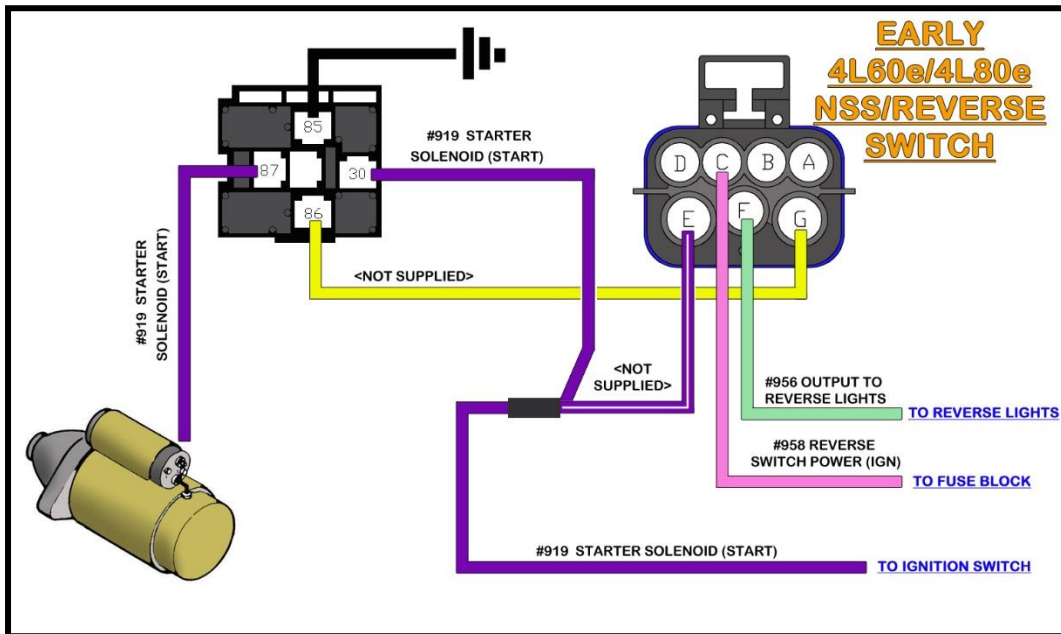 EARLY
4L60e/4L80e
NSS/REVERSE
SWITCH
85
87
30
86
#919 STARTER
SOLENOID (START)
#919 STARTER
SOLENOID (START)
<NOT SUPPLIED>
D
C
B
A
E
F
G
<NOT
SUPPLIED>
#956 OUTPUT TO
REVERSE LIGHTS
TO REVERSE LIGHTS
#958 REVERSE
SWITCH POWER (IGN)
TO FUSE BLOCK
#919 STARTER SOLENOID (START)
TO IGNITION SWITCH